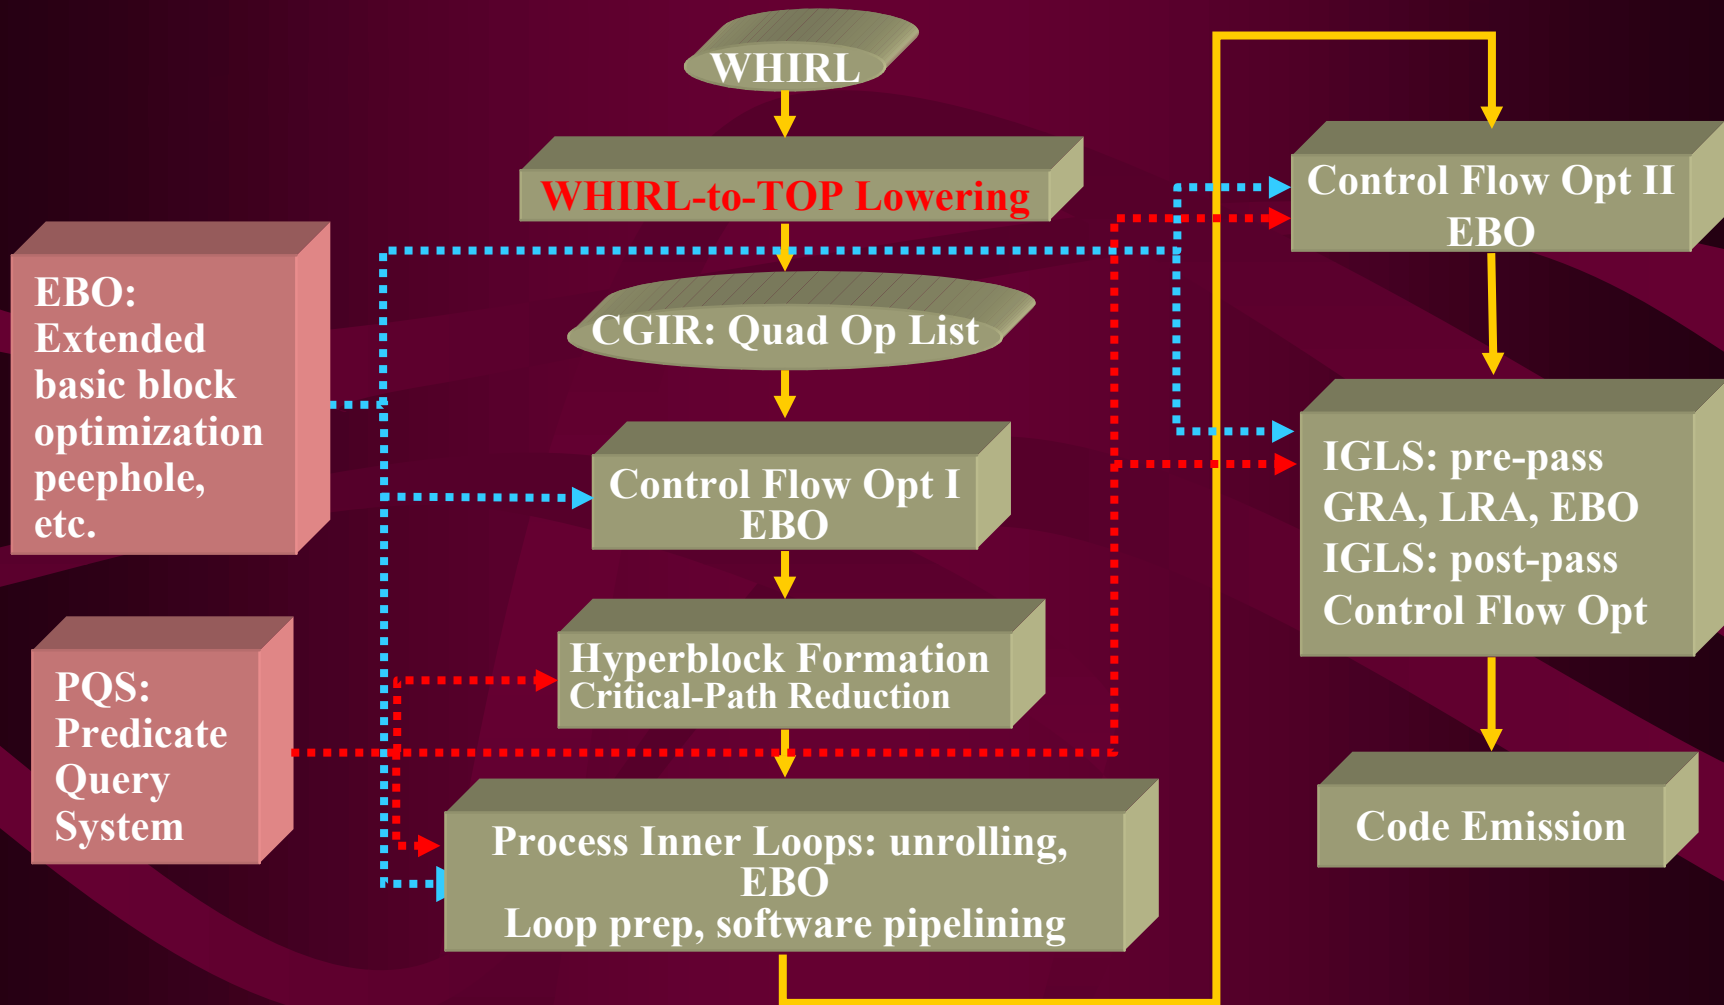 WHIRL
WHIRL-to-TOP Lowering
CGIR: Quad Op List
Control Flow Opt I
EBO
Hyperblock Formation
Critical-Path Reduction
Process Inner Loops: unrolling,
EBO
Loop prep, software pipelining
EBO:
Extended
basic block
optimization
peephole,
etc.
PQS:
Predicate
Query
System
Control Flow Opt II
EBO
IGLS: pre-pass
GRA, LRA, EBO
IGLS: post-pass
Control Flow Opt
Code Emission